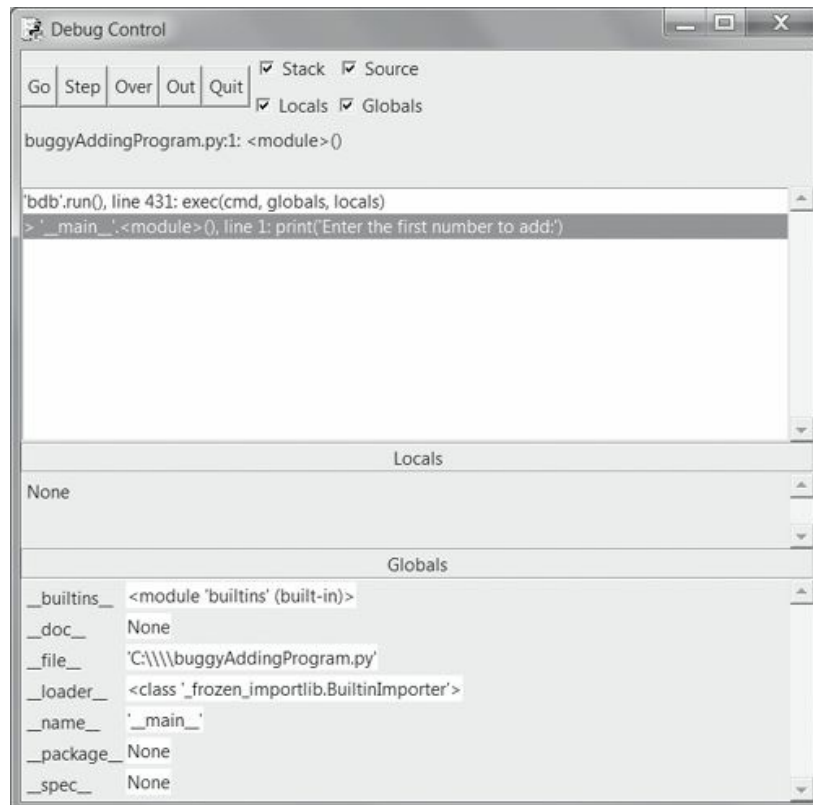 Debug Control
Go Step Over Out Quit
Stack Source
Locals Globals
buggyAddingProgram.py:1: <module>()
'bdb'.run(), line 431: exec(cmd, globals, locals)
> '__main__'.<module>(), line 1: print('Enter the first number to add:')
Locals
None
Globals
__builtins__ <module 'builtins' (built-in)>
__doc__ None
__file__ 'C:\\\\buggyAddingProgram.py'
__loader__ <class '_frozen_importlib.BuiltinImporter'>
__name__ '__main__'
__package__ None
__spec__ None